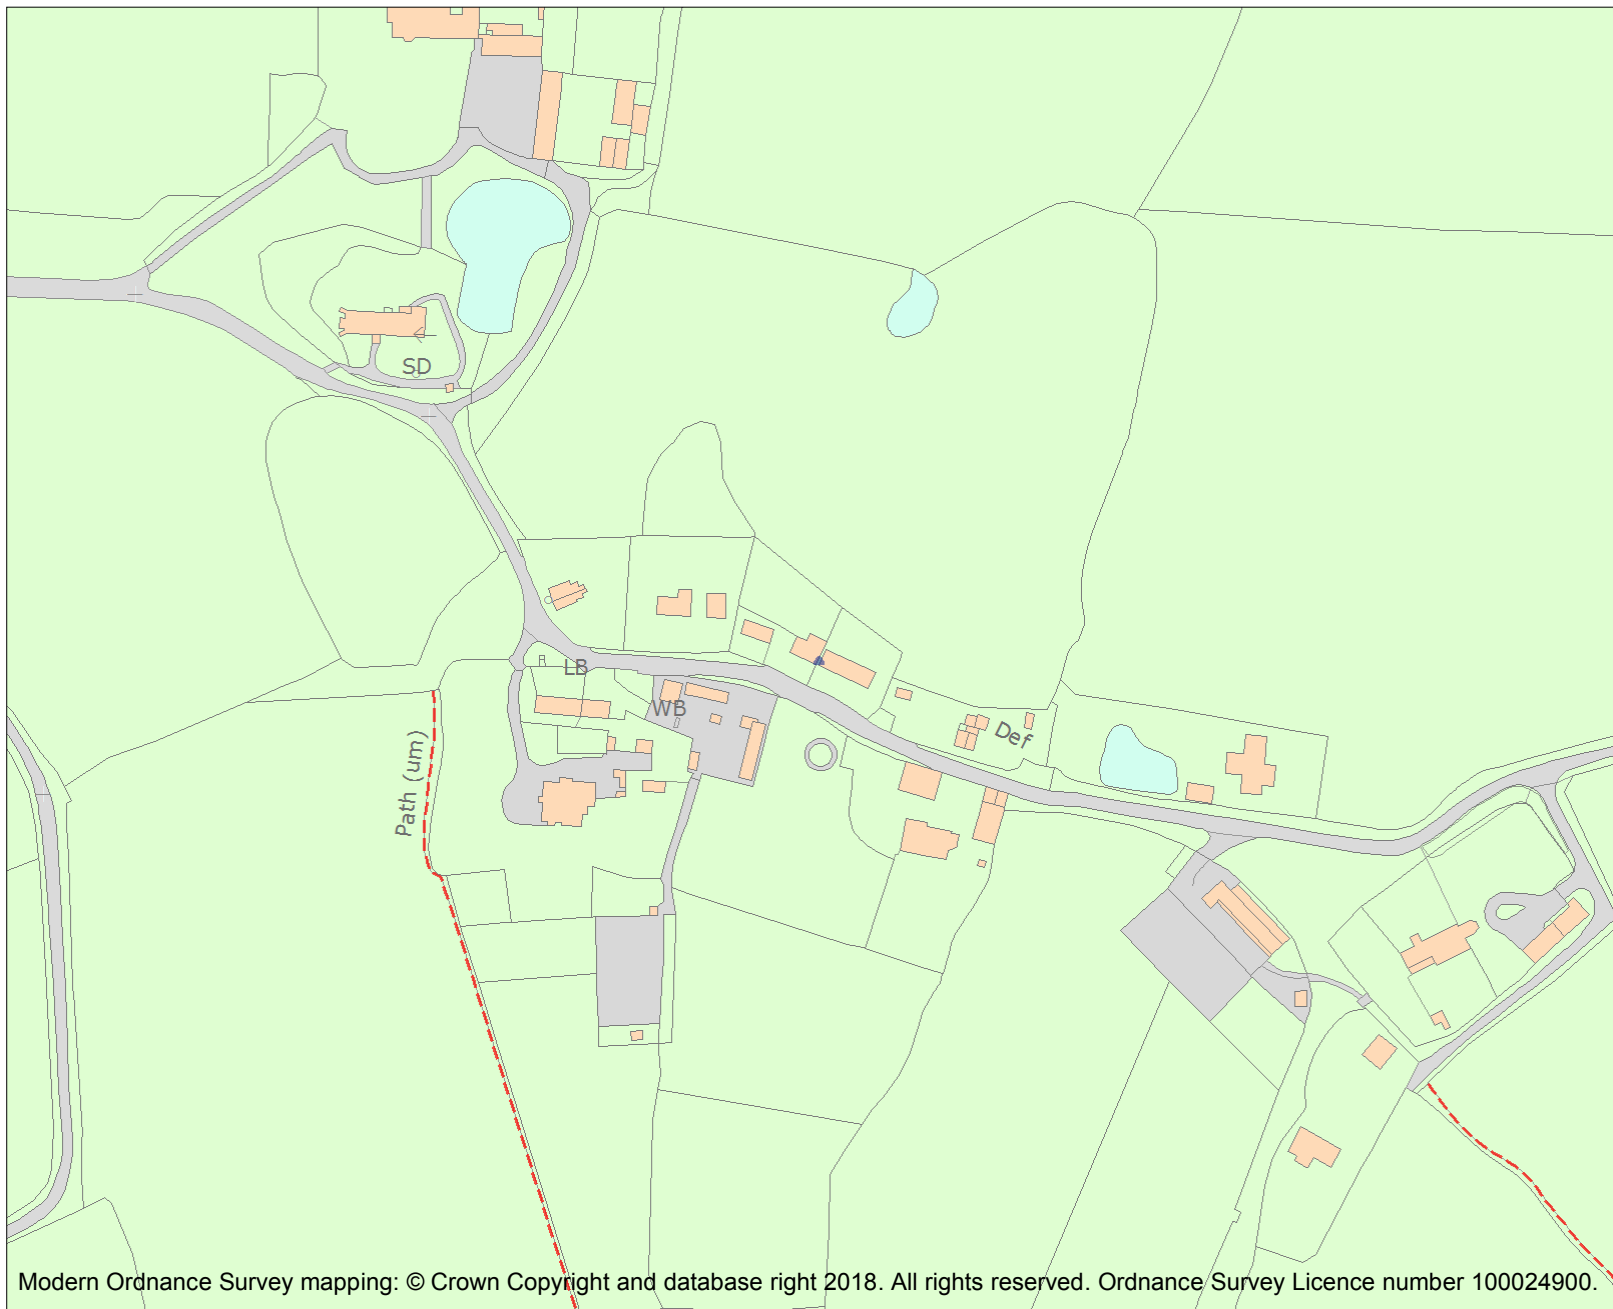 SD
LB
WB
Def
Path (um)
Modern Ordnance Survey mapping: © Crown Copyright and database right 2018. All rights reserved. Ordnance Survey Licence number 100024900.